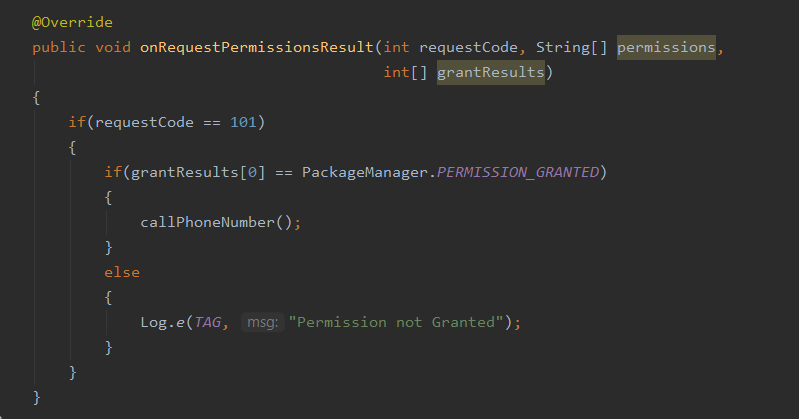 @Override
public void onRequestPermissionsResult(int requestCode, String[] permissions,
                                       int[] grantResults)
{
    if(requestCode == 101)
    {
        if(grantResults[0] == PackageManager.PERMISSION_GRANTED)
        {
            callPhoneNumber();
        }
        else
        {
            Log.e(TAG, msg: "Permission not Granted");
        }
    }
}